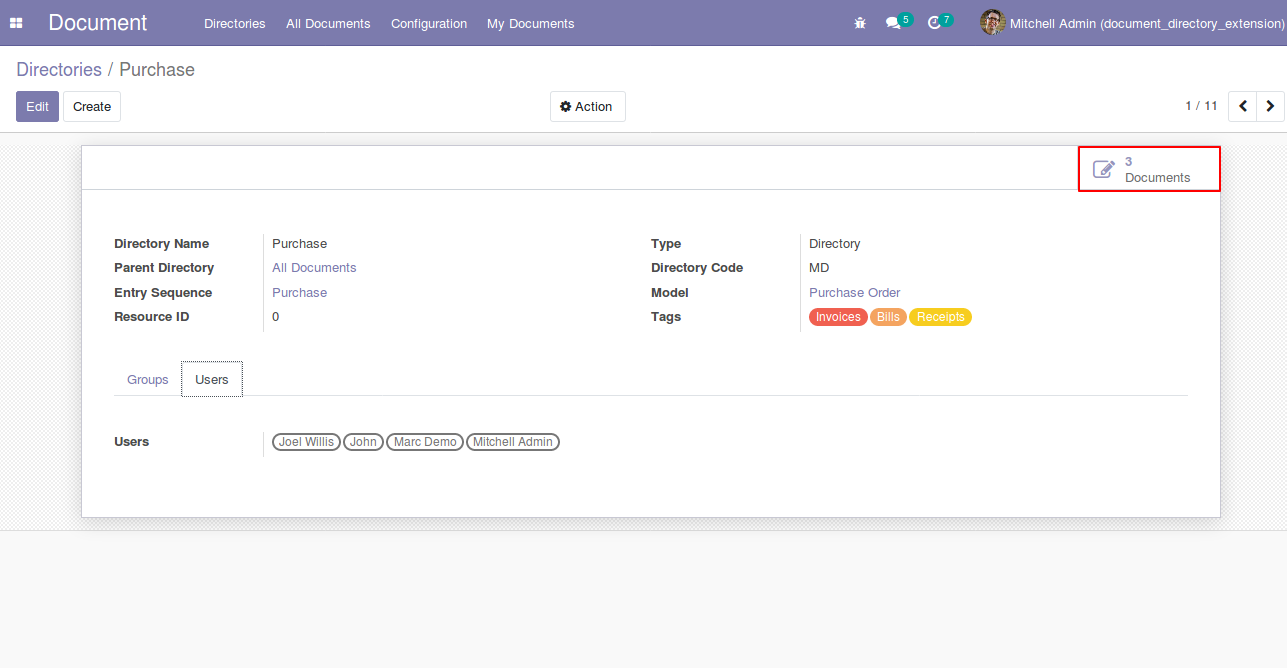 Document Directories All Documents Configuration My Documents 5 7 Mitchell Admin (document_directory_extension)
Directories / Purchase
Edit Create Action 1 / 11
3
Documents
Directory Name Purchase Type Directory
Parent Directory All Documents Directory Code MD
Entry Sequence Purchase Model Purchase Order
Resource ID 0 Tags Invoices Bills Receipts
Groups Users
Users Joel Willis John Marc Demo Mitchell Admin